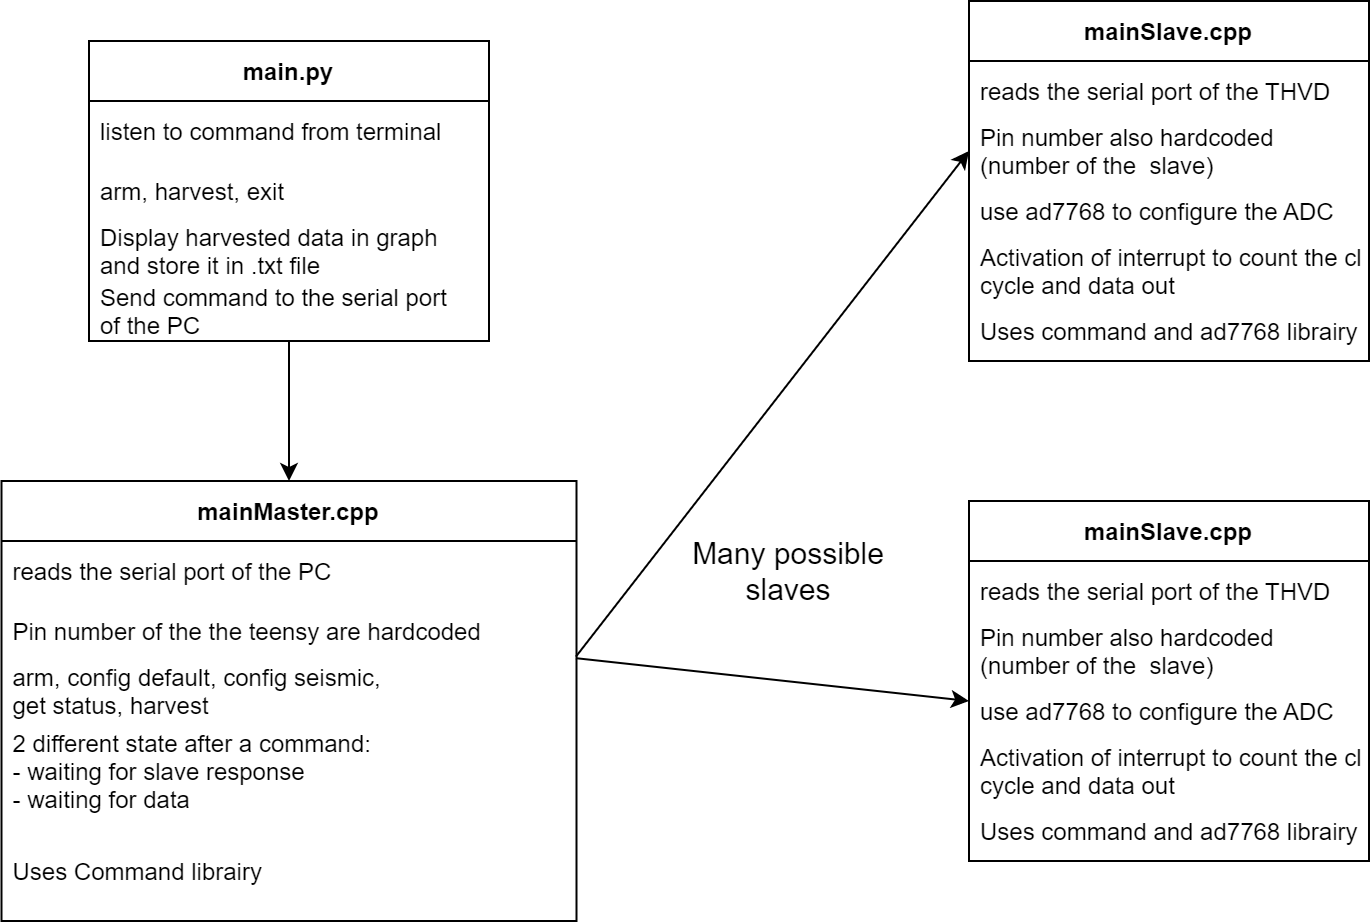 main.py
listen to command from terminal
arm, harvest, exit
Display harvested data in graph
and store it in .txt file
Send command to the serial port
of the PC
mainMaster.cpp
reads the serial port of the PC
Pin number of the the teensy are hardcoded
arm, config default, config seismic,
get status, harvest
2 different state after a command:
- waiting for slave response
- waiting for data
Uses Command librairy
Many possible
slaves
mainSlave.cpp
reads the serial port of the THVD
Pin number also hardcoded
(number of the  slave)
use ad7768 to configure the ADC
Activation of interrupt to count the cl
cycle and data out
Uses command and ad7768 librairy
mainSlave.cpp
reads the serial port of the THVD
Pin number also hardcoded
(number of the  slave)
use ad7768 to configure the ADC
Activation of interrupt to count the cl
cycle and data out
Uses command and ad7768 librairy